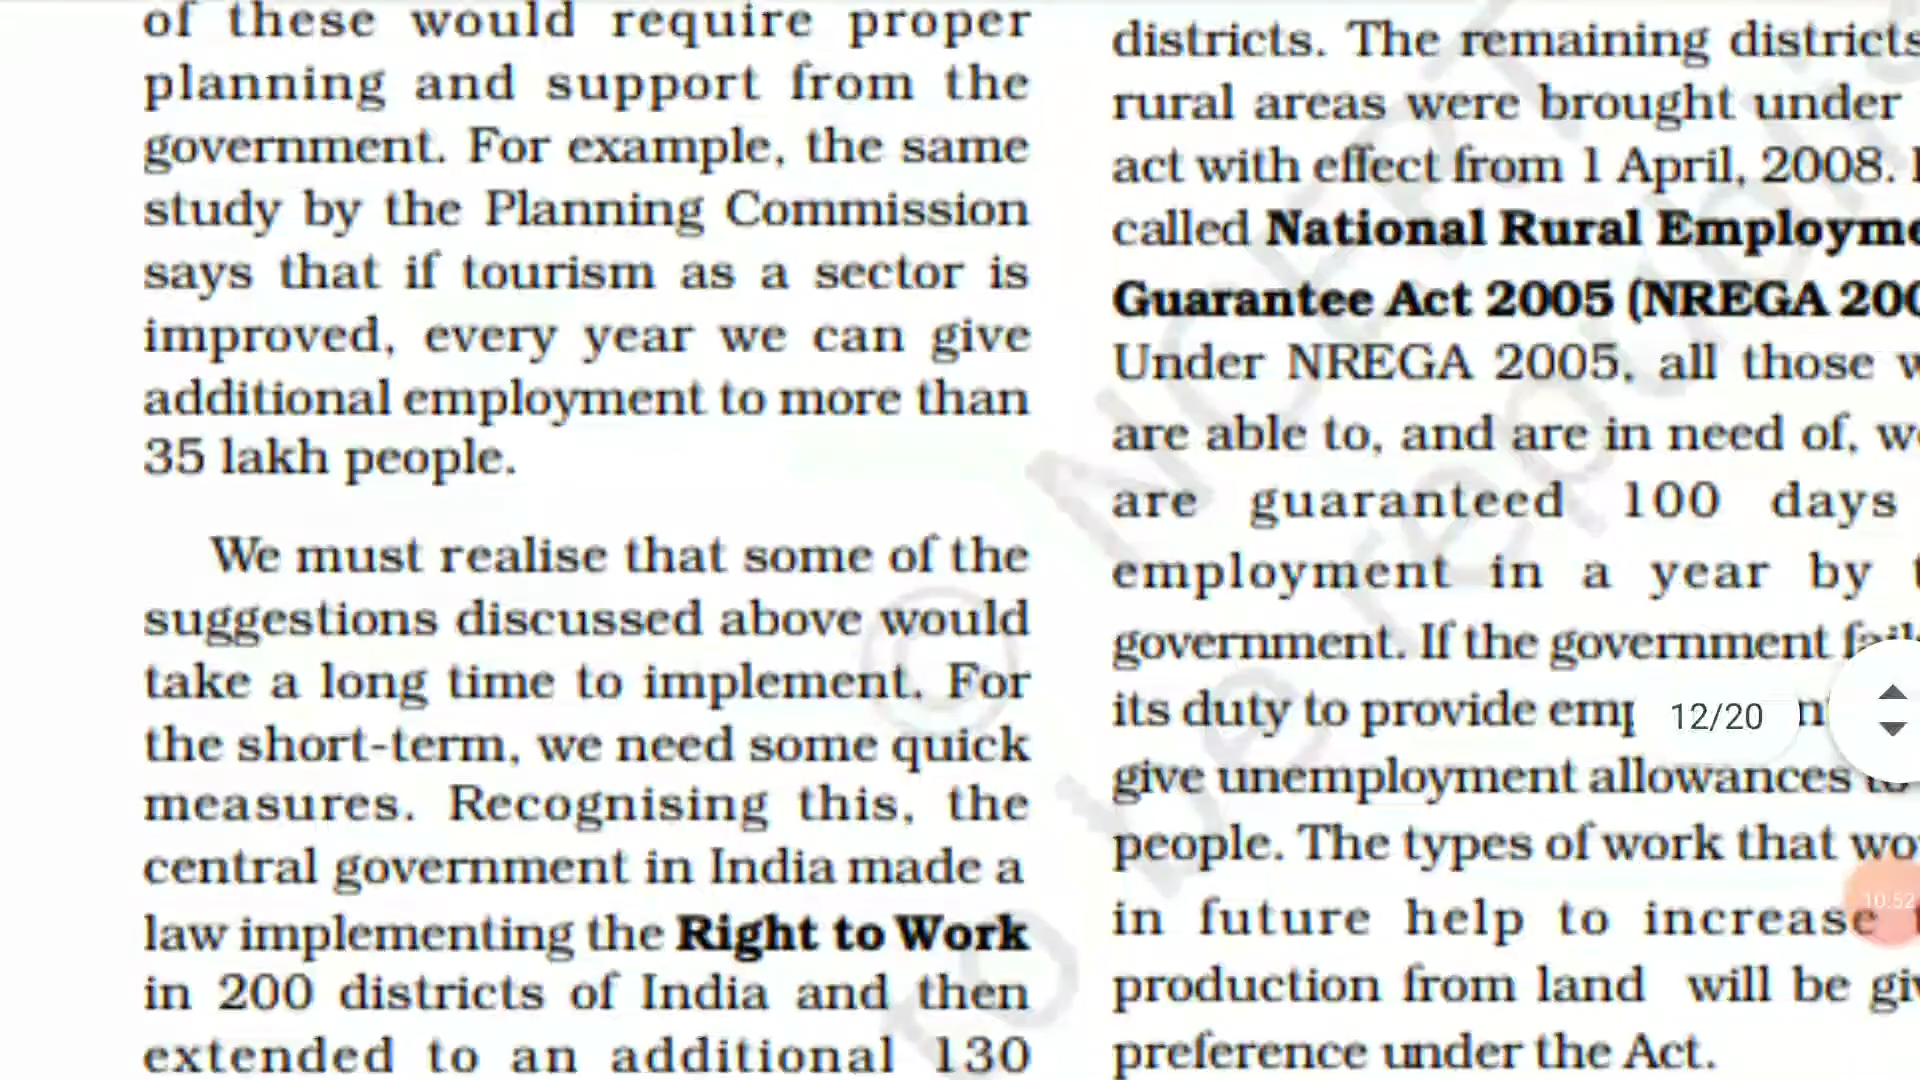 of these would require proper
planning and support from the
government. For example, the same
study by the Planning Commission
says that if tourism as a sector is
improved, every year we can give
additional employment to more than
35 lakh people.
We must realise that some of the
suggestions discussed above would
take a long time to implement. For
the short-term, we need some quick
measures. Recognising this, the
central government in India made a
law implementing the Right to Work
in 200 districts of India and then
extended to an additional 130
districts. The remaining districts
rural areas were brought under
act with effect from 1 April, 2008.
called National Rural Employme
Guarantee Act 2005 (NREGA 200
Under NREGA 2005, all those w
are able to, and are in need of, w
are guaranteed 100 days
employment in a year by t
government. If the government fail
its duty to provide emp
give unemployment allowances to
people. The types of work that wo
in future help to increase
production from land will be giv
preference under the Act.
12/20
10:52
© NCERT
to be republi